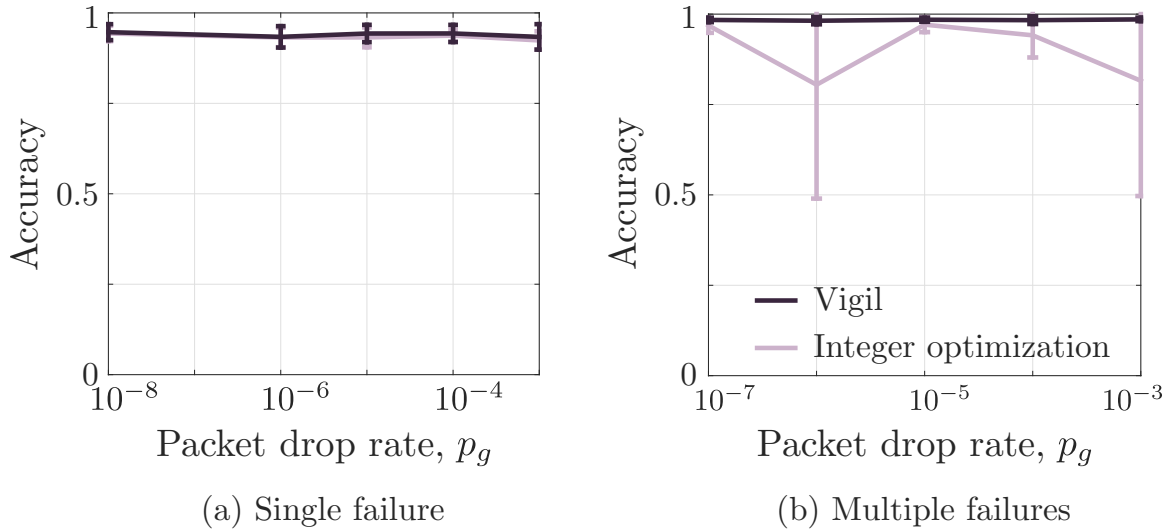 1
0.5
0
Accuracy
10⁻⁸
10⁻⁶
10⁻⁴
Packet drop rate, p_g
(a) Single failure
1
0.5
0
Accuracy
Vigil
Integer optimization
10⁻⁷
10⁻⁵
10⁻³
Packet drop rate, p_g
(b) Multiple failures